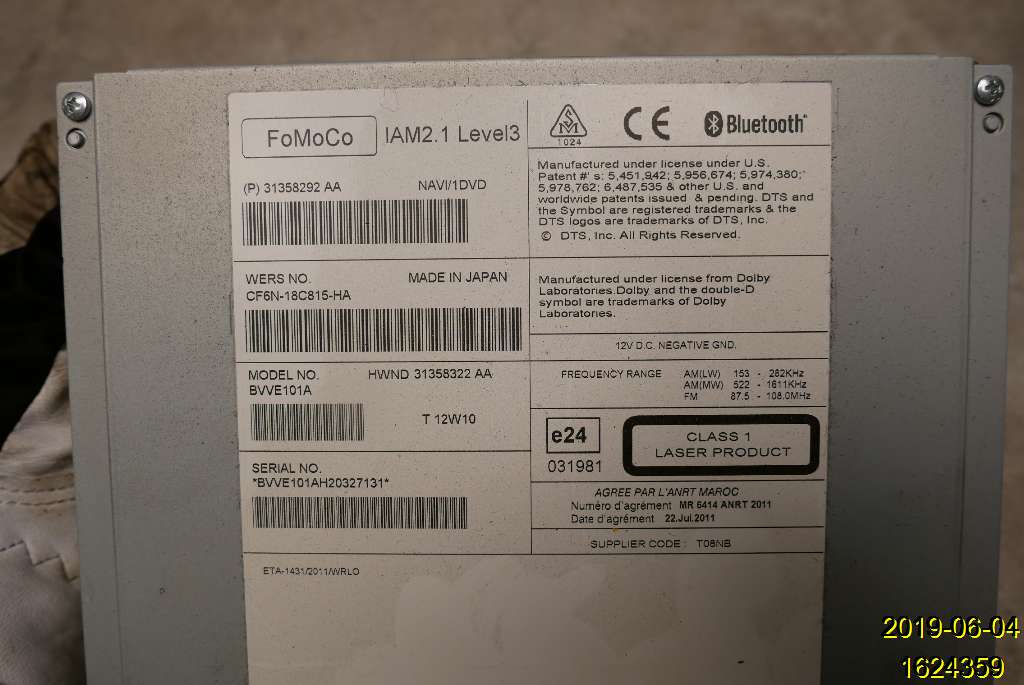 FoMoCo
IAM2.1 Level3
(P) 31358292 AA
NAVI/1DVD
WERS NO.
MADE IN JAPAN
CF6N-18C815-HA
MODEL NO.
HWND 31358322 AA
BVVE101A
T 12W10
SERIAL NO.
*BVVE101AH20327131*
ETA-1431/2011/WRLO
SM
1024
CE
Bluetooth
Manufactured under license under U.S.
Patent #' s: 5,451,942; 5,956,674; 5,974,380;
5,978,762; 6,487,535 & other U.S. and
worldwide patents issued & pending. DTS and
the Symbol are registered trademarks & the
DTS logos are trademarks of DTS, Inc.
© DTS, Inc. All Rights Reserved.
Manufactured under license from Dolby
Laboratories.Dolby and the double-D
symbol are trademarks of Dolby
Laboratories.
12V D.C. NEGATIVE GND.
FREQUENCY RANGE AM(LW) 153 - 282KHz
AM(MW) 522 - 1611KHz
FM 87.5 - 108.0MHz
e24
031981
CLASS 1
LASER PRODUCT
AGREE PAR L'ANRT MAROC
Numéro d'agrément MR 6414 ANRT 2011
Date d'agrément 22.Jul.2011
SUPPLIER CODE : T08NB
2019-06-04
1624359